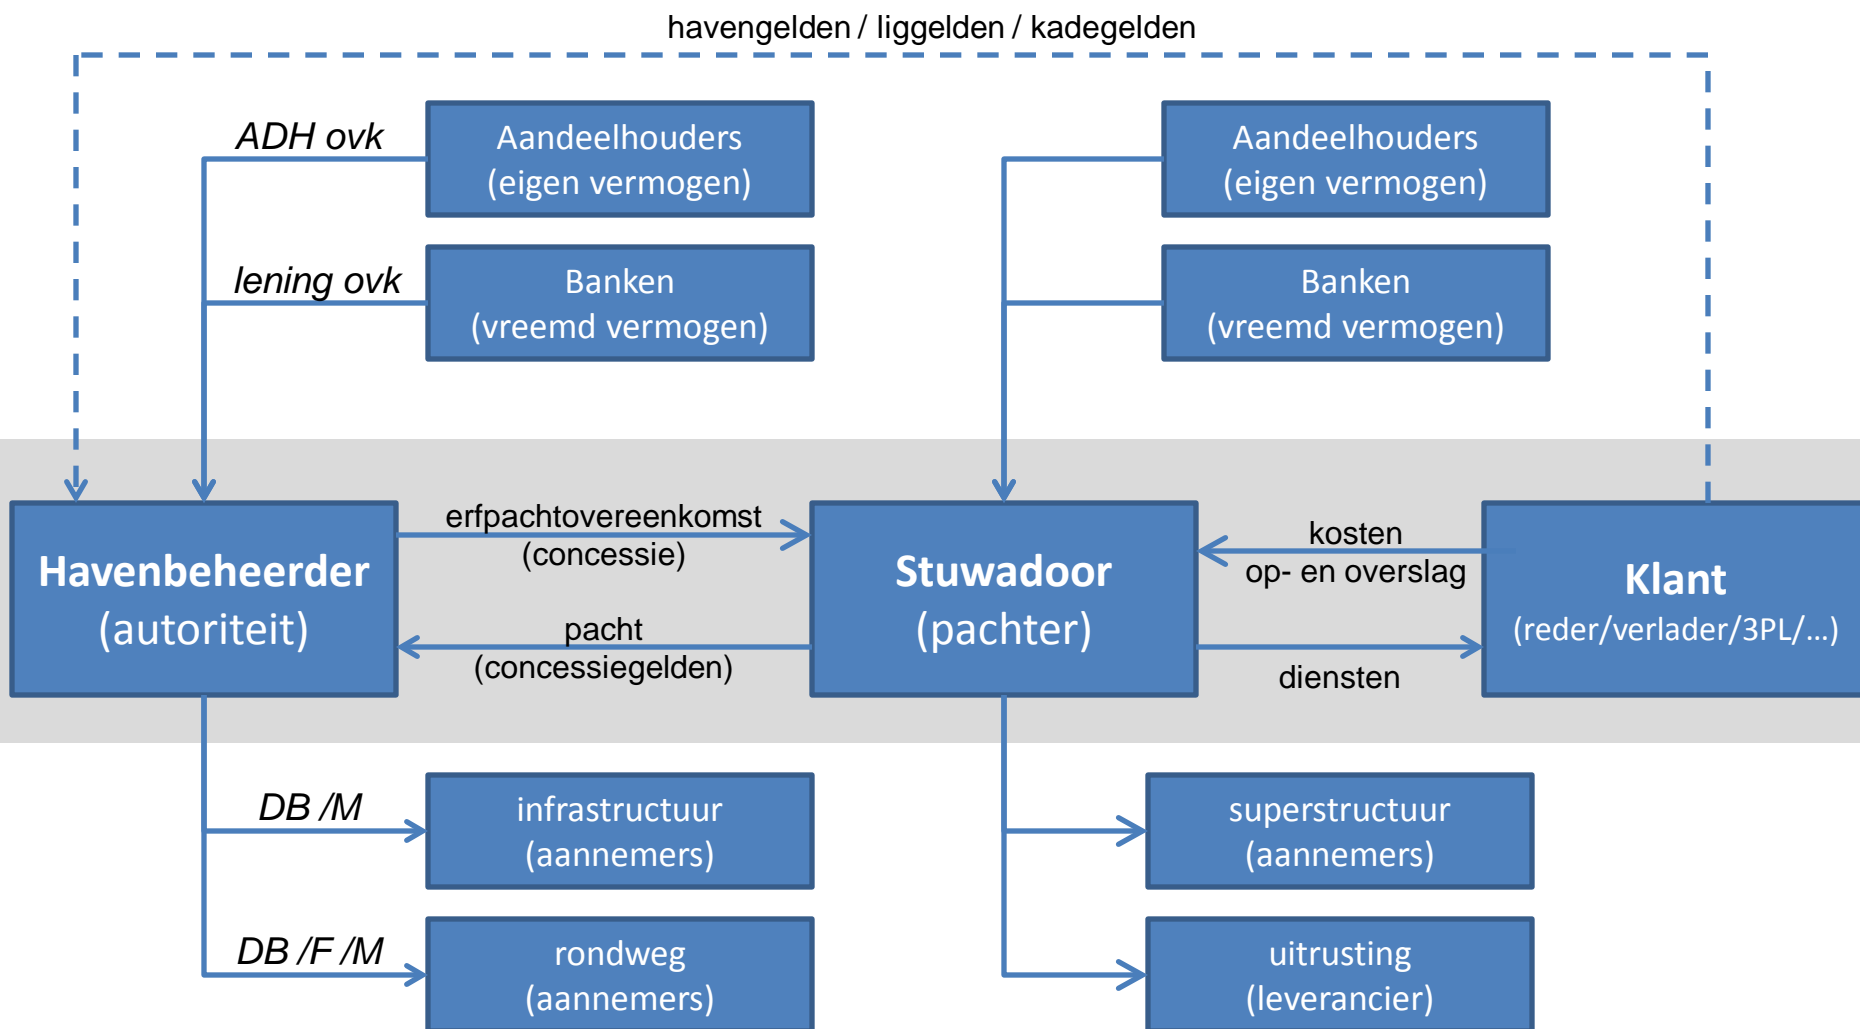 havengelden / liggelden / kadegelden
ADH ovk
Aandeelhouders
(eigen vermogen)
Aandeelhouders
(eigen vermogen)
lening ovk
Banken
(vreemd vermogen)
Banken
(vreemd vermogen)
Havenbeheerder
(autoriteit)
erfpachtovereenkomst
(concessie)
pacht
(concessiegelden)
Stuwadoor
(pachter)
kosten
op- en overslag
diensten
Klant
(reder/verlader/3PL/...)
DB /M
infrastructuur
(aannemers)
superstructuur
(aannemers)
DB /F /M
rondweg
(aannemers)
uitrusting
(leverancier)